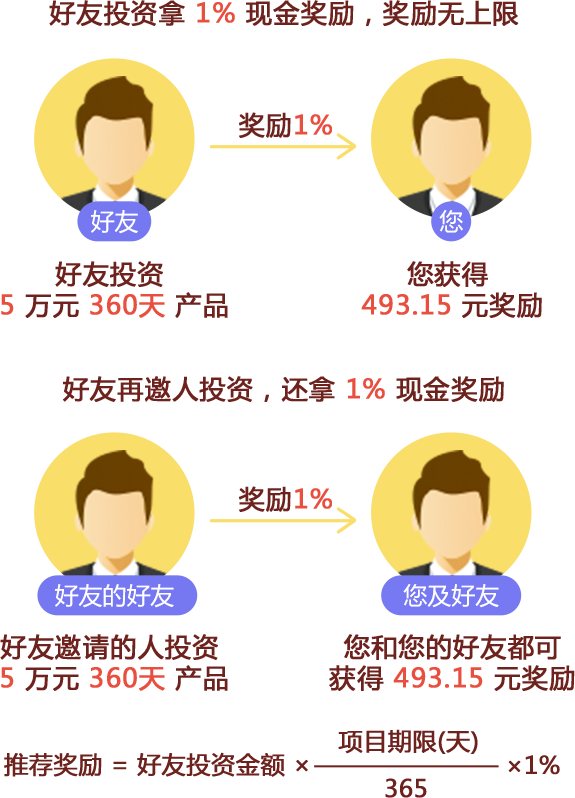 好友投资拿 1% 现金奖励，奖励无上限
奖励1%
好友
您
好友投资
5 万元 360天 产品
您获得
493.15 元奖励
好友再邀人投资，还拿 1% 现金奖励
奖励1%
好友的好友
您及好友
好友邀请的人投资
5 万元 360天 产品
您和您的好友都可
获得 493.15 元奖励
推荐奖励 = 好友投资金额 × 项目期限(天) ×1%
365